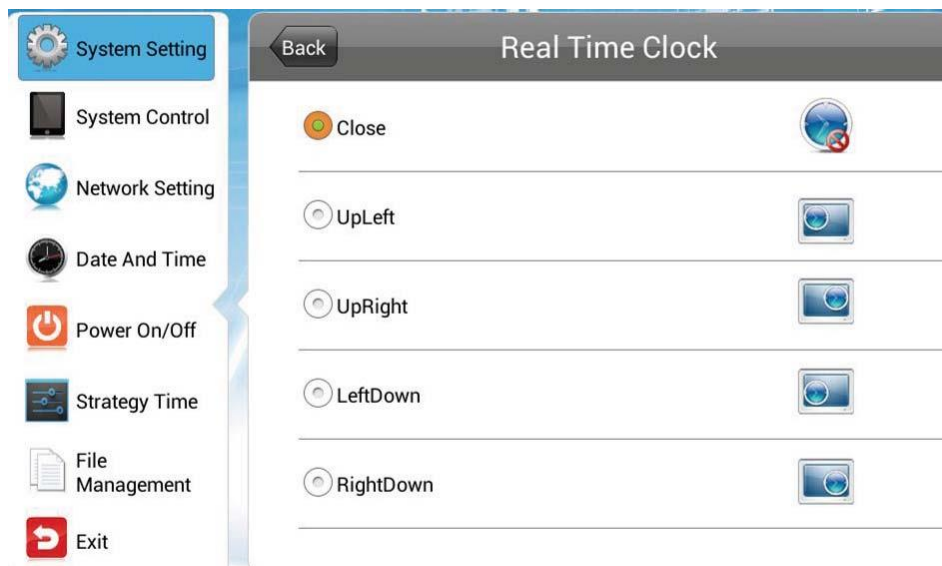 System Setting
System Control
Network Setting
Date And Time
Power On/Off
Strategy Time
File
Management
Exit
Back
Real Time Clock
Close
UpLeft
UpRight
LeftDown
RightDown